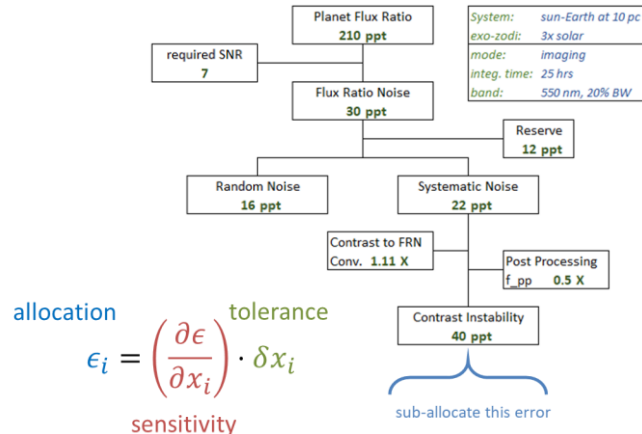 Planet Flux Ratio
210 ppt
System: sun-Earth at 10 pc
exo-zodi: 3x solar
mode: imaging
integ. time: 25 hrs
band: 550 nm, 20% BW
required SNR
7
Flux Ratio Noise
30 ppt
Reserve
12 ppt
Random Noise
16 ppt
Systematic Noise
22 ppt
Contrast to FRN
Conv. 1.11 X
Post Processing
f_pp 0.5 X
Contrast Instability
40 ppt
sub-allocate this error
allocation
tolerance
ϵᵢ = (∂ϵ/∂xᵢ) · δxᵢ
sensitivity